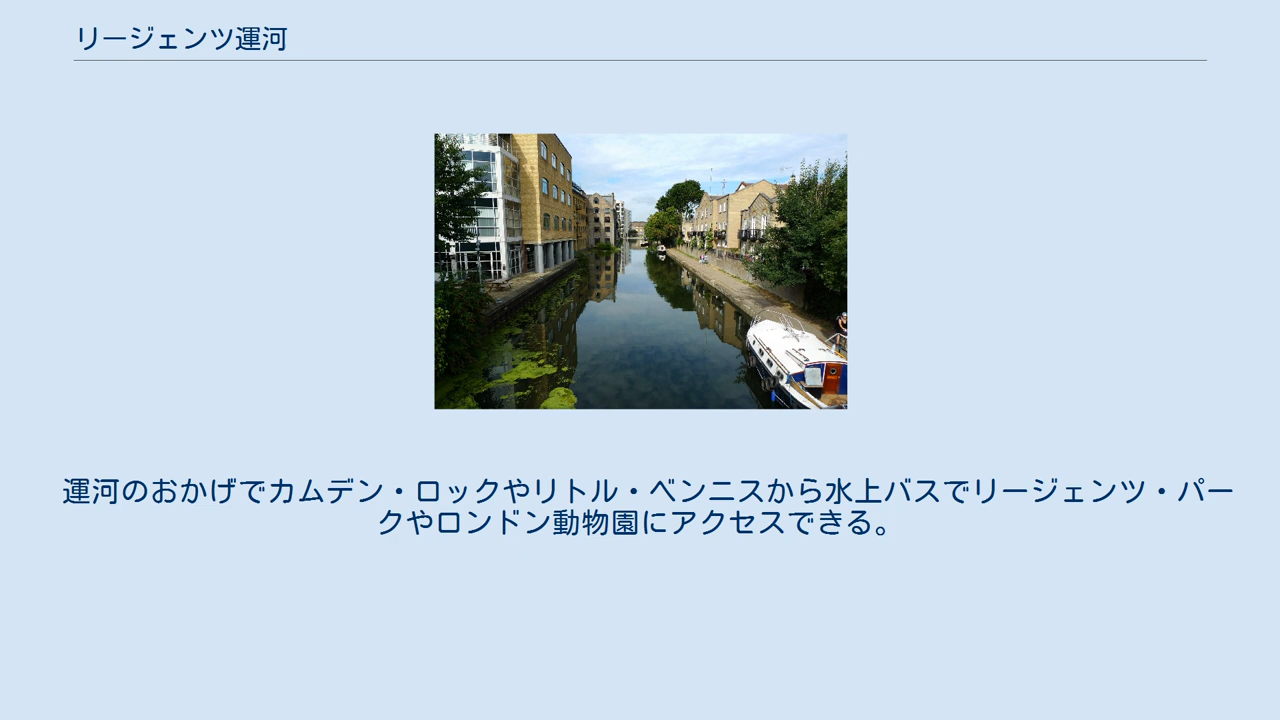 リージェンツ運河
運河のおかげでカムデン・ロックやリトル・ベンニスから水上バスでリージェンツ・パー
クやロンドン動物園にアクセスできる。